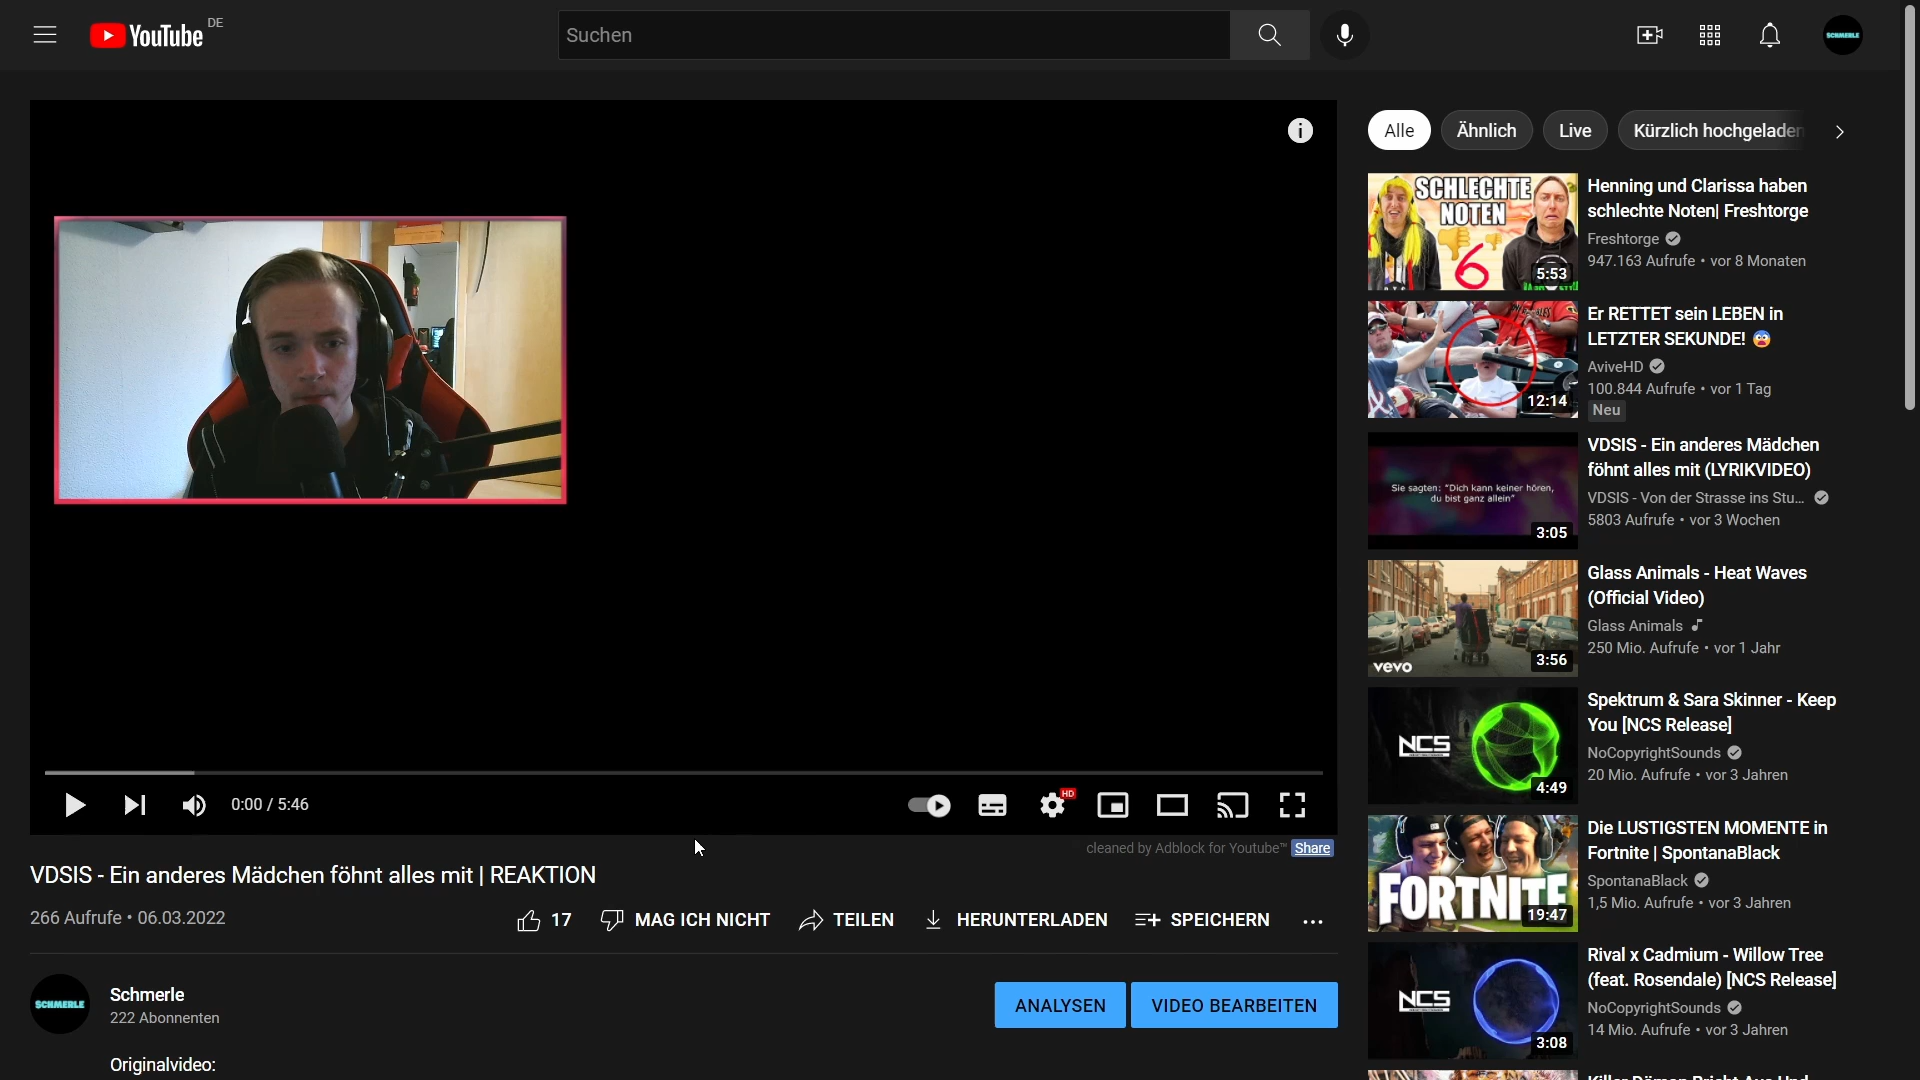 YouTube DE
Suchen
SCHMERLE
Alle
Ähnlich
Live
Kürzlich hochgeladen
SCHLECHTE
NOTEN
6
5:53
Henning und Clarissa haben
schlechte Noten| Freshtorge
Freshtorge
947.163 Aufrufe • vor 8 Monaten
12:14
Er RETTET sein LEBEN in
LETZTER SEKUNDE! 😨
AviveHD
100.844 Aufrufe • vor 1 Tag
Neu
Sie sagten: "Dich kann keiner hören,
du bist ganz allein"
3:05
VDSIS - Ein anderes Mädchen
föhnt alles mit (LYRIKVIDEO)
VDSIS - Von der Strasse ins Stu...
5803 Aufrufe • vor 3 Wochen
vevo
3:56
Glass Animals - Heat Waves
(Official Video)
Glass Animals
250 Mio. Aufrufe • vor 1 Jahr
NCS
4:49
Spektrum & Sara Skinner - Keep
You [NCS Release]
NoCopyrightSounds
20 Mio. Aufrufe • vor 3 Jahren
FORTNITE
19:47
Die LUSTIGSTEN MOMENTE in
Fortnite | SpontanaBlack
SpontanaBlack
1,5 Mio. Aufrufe • vor 3 Jahren
NCS
3:08
Rival x Cadmium - Willow Tree
(feat. Rosendale) [NCS Release]
NoCopyrightSounds
14 Mio. Aufrufe • vor 3 Jahren
0:00 / 5:46
HD
cleaned by Adblock for Youtube™ Share
VDSIS - Ein anderes Mädchen föhnt alles mit | REAKTION
266 Aufrufe • 06.03.2022
17
MAG ICH NICHT
TEILEN
HERUNTERLADEN
SPEICHERN
SCHMERLE
Schmerle
222 Abonnenten
ANALYSEN
VIDEO BEARBEITEN
Originalvideo: